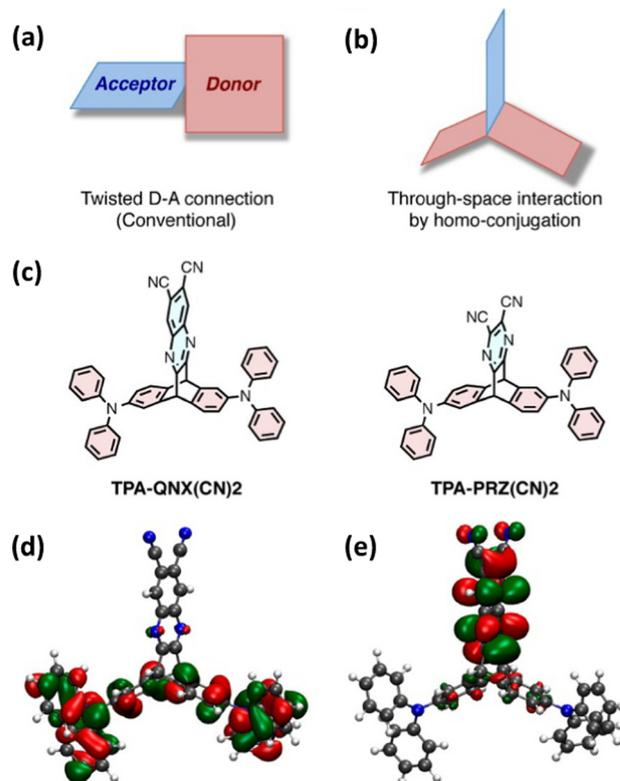 (a)
(b)
Acceptor Donor
Twisted D-A connection
(Conventional)
Through-space interaction
by homo-conjugation
(c)
CN
NC
N
N
N
N
TPA-QNX(CN)2
CN
NC
N
N
N
N
TPA-PRZ(CN)2
(d)
(e)